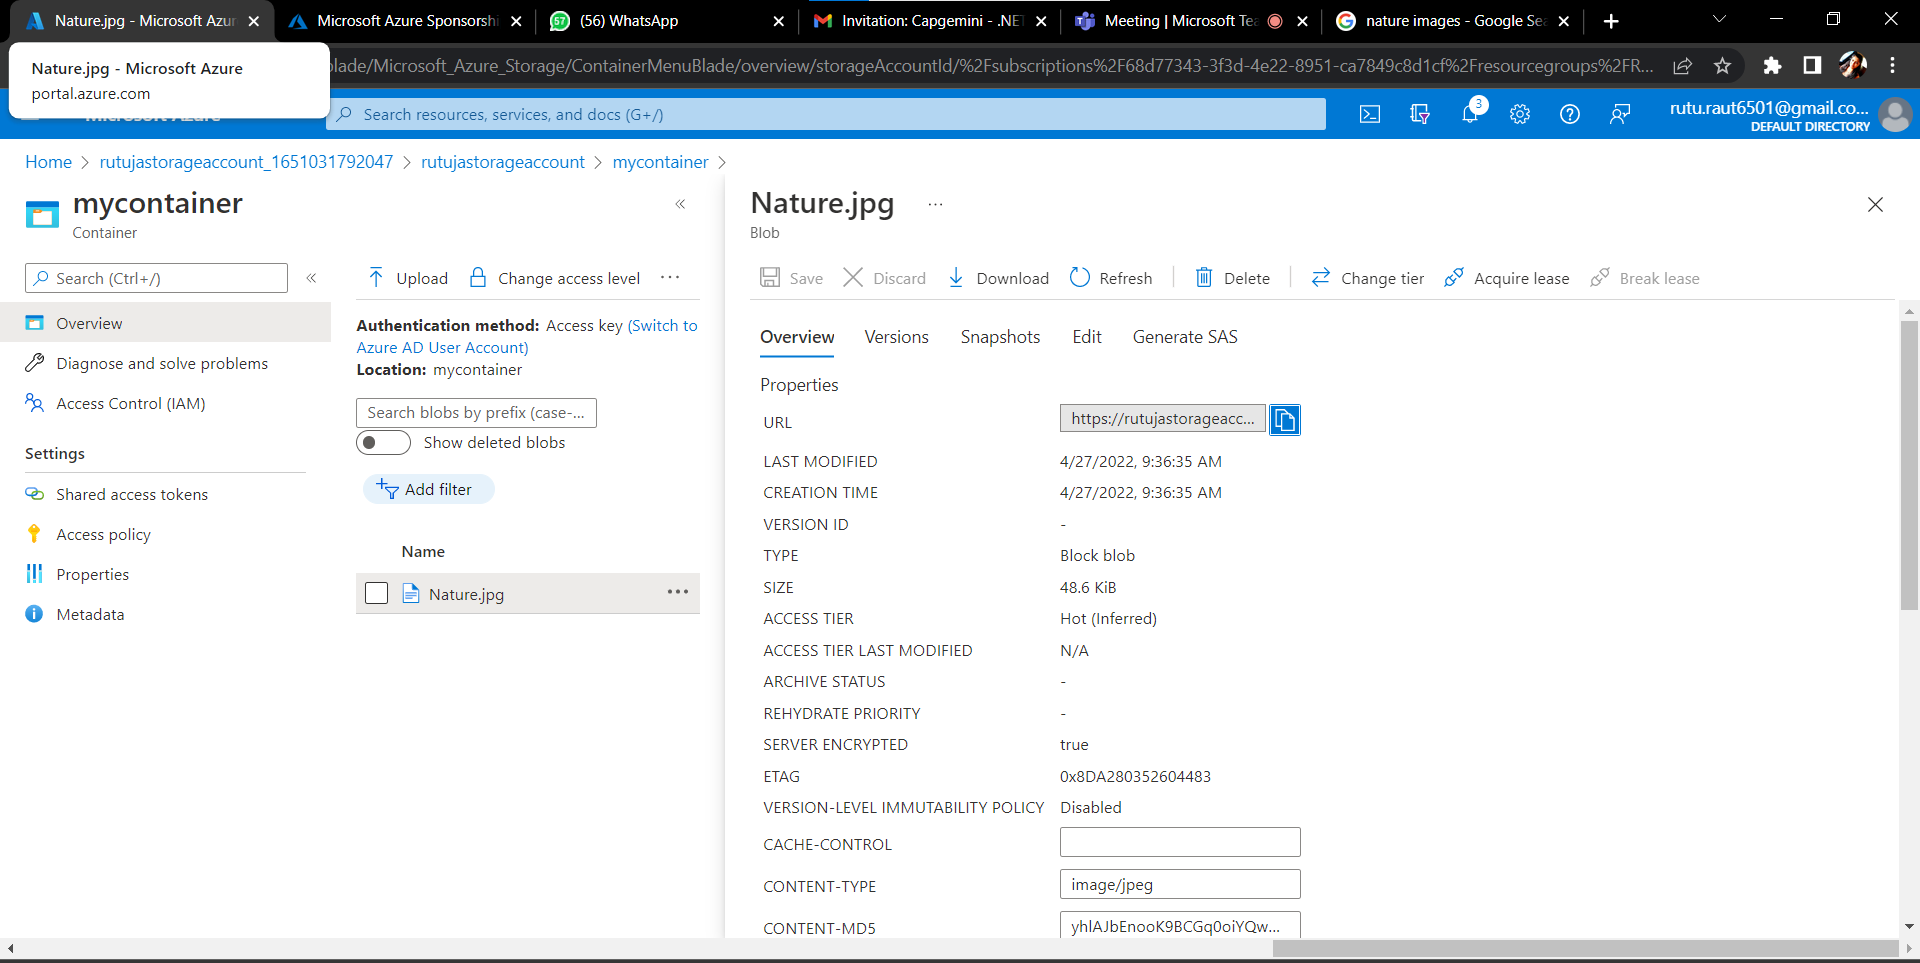 Nature.jpg - Microsoft Azur
Microsoft Azure Sponsorshi
57
(56) WhatsApp
Invitation: Capgemini - .NET
Meeting | Microsoft Tea
nature images - Google Sea
Nature.jpg - Microsoft Azure
portal.azure.com
lade/Microsoft_Azure_Storage/ContainerMenuBlade/overview/storageAccountId/%2Fsubscriptions%2F68d77343-3f3d-4e22-8951-ca7849c8d1cf%2Fresourcegroups%2FR...
Microsoft Azure
Search resources, services, and docs (G+/)
3
rutu.raut6501@gmail.co...
DEFAULT DIRECTORY
Home > rutujastorageaccount_1651031792047 > rutujastorageaccount > mycontainer >
mycontainer
Container
Search (Ctrl+/)
Overview
Diagnose and solve problems
Access Control (IAM)
Settings
Shared access tokens
Access policy
Properties
Metadata
Upload
Change access level
Authentication method: Access key (Switch to
Azure AD User Account)
Location: mycontainer
Search blobs by prefix (case-...
Show deleted blobs
Add filter
Name
Nature.jpg
Nature.jpg
Blob
Save
Discard
Download
Refresh
Delete
Change tier
Acquire lease
Break lease
Overview
Versions
Snapshots
Edit
Generate SAS
Properties
URL https://rutujastorageacc...
LAST MODIFIED 4/27/2022, 9:36:35 AM
CREATION TIME 4/27/2022, 9:36:35 AM
VERSION ID -
TYPE Block blob
SIZE 48.6 KiB
ACCESS TIER Hot (Inferred)
ACCESS TIER LAST MODIFIED N/A
ARCHIVE STATUS -
REHYDRATE PRIORITY -
SERVER ENCRYPTED true
ETAG 0x8DA280352604483
VERSION-LEVEL IMMUTABILITY POLICY Disabled
CACHE-CONTROL
CONTENT-TYPE image/jpeg
CONTENT-MD5 yhlAJbEnooK9BCGq0oiYQw...